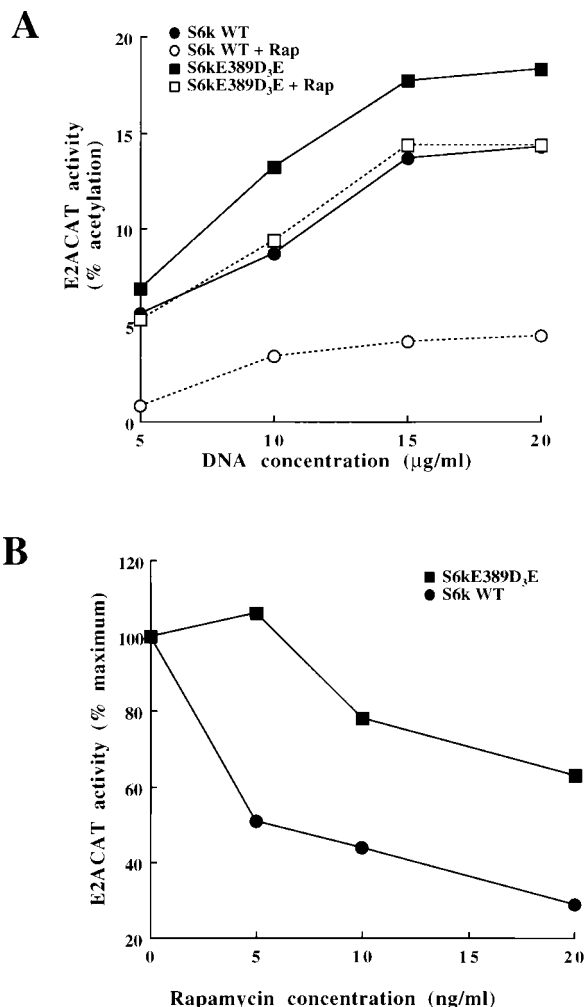 A
S6k WT
S6k WT + Rap
S6kE389D₃E
S6kE389D₃E + Rap
20
15
10
5
0
E2ACAT activity
(% acetylation)
5
10
15
20
DNA concentration (µg/ml)
B
S6kE389D₃E
S6k WT
120
100
80
60
40
20
E2ACAT activity (% maximum)
0
5
10
15
20
Rapamycin concentration (ng/ml)